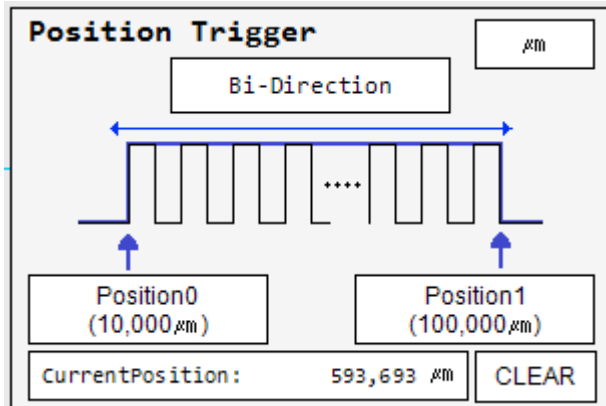 Position Trigger
μm
Bi-Direction
....
Position0
(10,000μm)
Position1
(100,000μm)
CurrentPosition: 593,693 μm
CLEAR